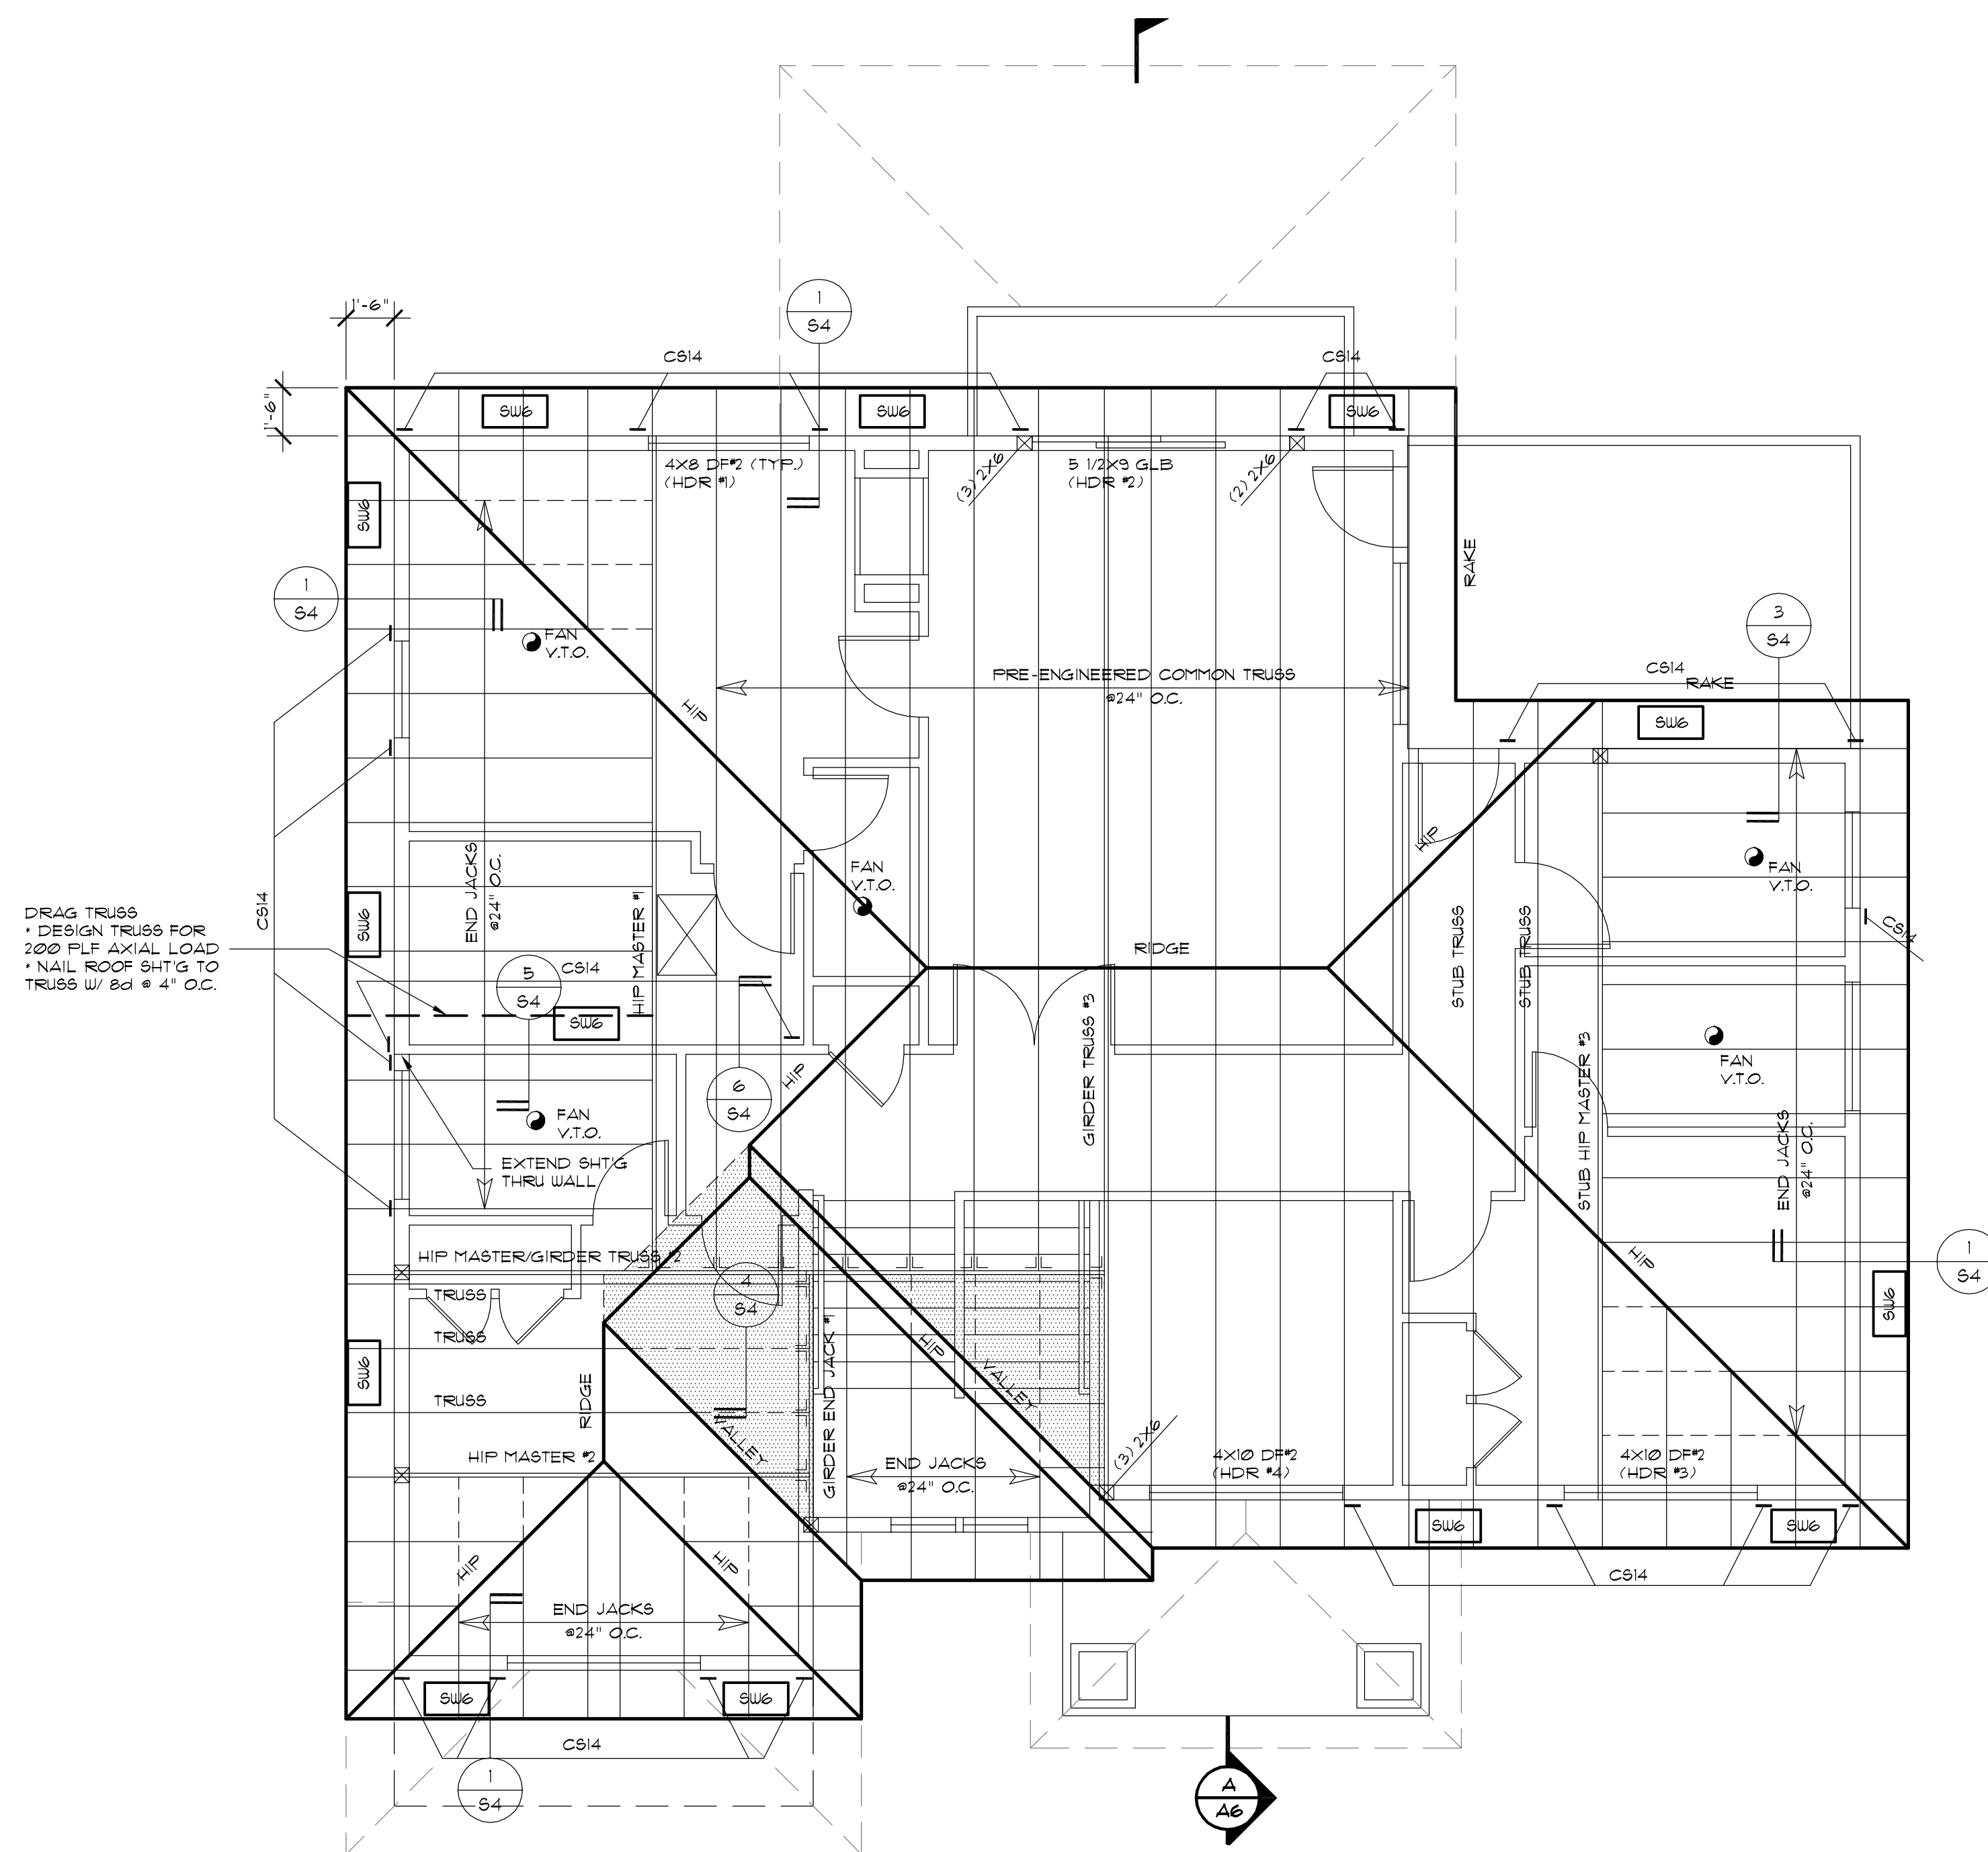 1
S4
1'-6"
CS14
CS14
1'-6"
SW6
SW6
SW6
4X8 DF#2 (TYP.)
(HDR #1)
(3) 2X6
5 1/2X9 GLB
(HDR #2)
(2) 2X6
SW6
RAKE
1
S4
3
S4
FAN
V.T.O.
PRE-ENGINEERED COMMON TRUSS
@24" O.C.
CS14
RAKE
HIP
SW6
HIP
FAN
V.T.O.
FAN
V.T.O.
END JACKS
@24" O.C.
CS14
SW6
HIP MASTER #1
DRAG TRUSS
* DESIGN TRUSS FOR
200 PLF AXIAL LOAD
* NAIL ROOF SHT'G TO
TRUSS W/ 8d @ 4" O.C.
5
S4
CS14
SW6
RIDGE
STUB TRUSS
STUB TRUSS
CS14
GIRDER TRUSS #3
STUB HIP MASTER #3
FAN
V.T.O.
HIP
6
S4
FAN
V.T.O.
EXTEND SHT'G
THRU WALL
END JACKS
@24" O.C.
HIP MASTER/GIRDER TRUSS #2
HIP
1
S4
4
S4
TRUSS
TRUSS
TRUSS
SW6
SW6
RIDGE
GIRDER END JACK #1
HIP
VALLEY
VALLEY
HIP MASTER #2
END JACKS
@24" O.C.
(3) 2X6
4X10 DF#2
(HDR #4)
4X10 DF#2
(HDR #3)
SW6
SW6
HIP
HIP
CS14
END JACKS
@24" O.C.
SW6
SW6
CS14
1
S4
A
A6